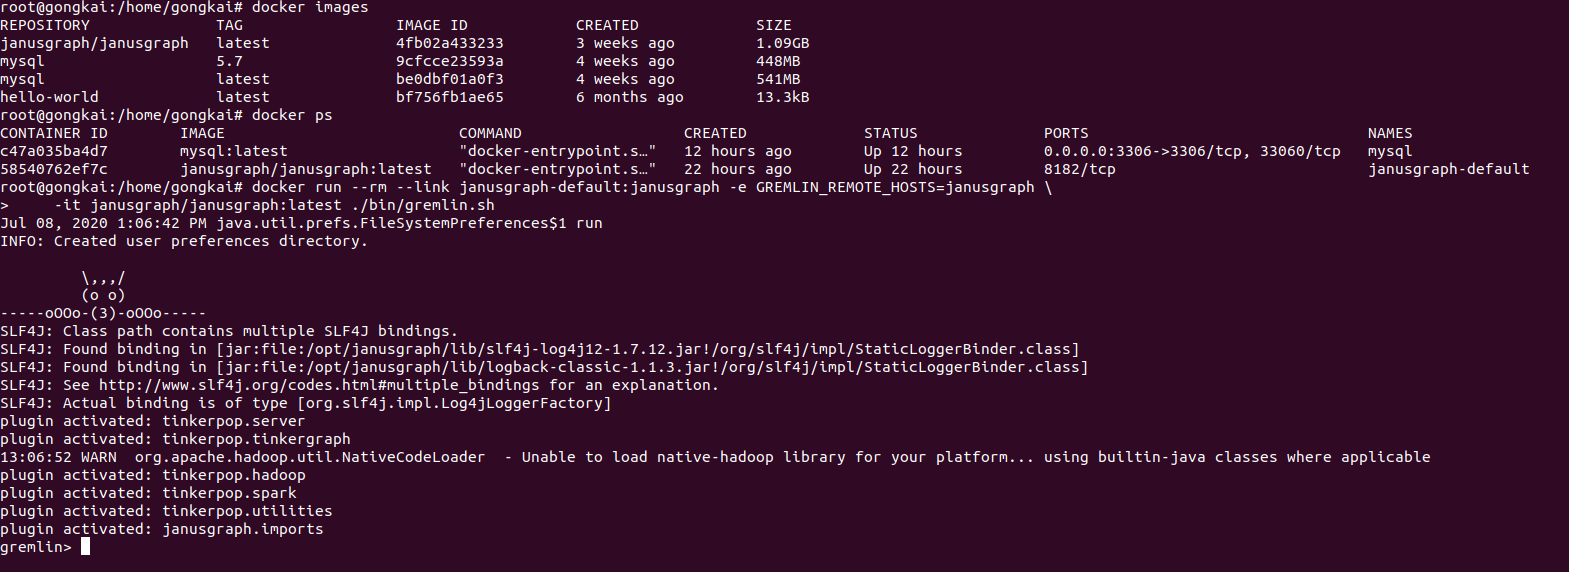 root@gongkai:/home/gongkai# docker images
REPOSITORY              TAG                 IMAGE ID            CREATED             SIZE
janusgraph/janusgraph   latest              4fb02a433233        3 weeks ago         1.09GB
mysql                   5.7                 9cfcce23593a        4 weeks ago         448MB
mysql                   latest              be0dbf01a0f3        4 weeks ago         541MB
hello-world             latest              bf756fb1ae65        6 months ago        13.3kB
root@gongkai:/home/gongkai# docker ps
CONTAINER ID        IMAGE                          COMMAND                  CREATED             STATUS              PORTS                               NAMES
c47a035ba4d7        mysql:latest                   "docker-entrypoint.s…"   12 hours ago        Up 12 hours         0.0.0.0:3306->3306/tcp, 33060/tcp   mysql
58540762ef7c        janusgraph/janusgraph:latest   "docker-entrypoint.s…"   22 hours ago        Up 22 hours         8182/tcp                            janusgraph-default
root@gongkai:/home/gongkai# docker run --rm --link janusgraph-default:janusgraph -e GREMLIN_REMOTE_HOSTS=janusgraph \
>     -it janusgraph/janusgraph:latest ./bin/gremlin.sh
Jul 08, 2020 1:06:42 PM java.util.prefs.FileSystemPreferences$1 run
INFO: Created user preferences directory.
         \,,,/
         (o o)
-----oOOo-(3)-oOOo-----
SLF4J: Class path contains multiple SLF4J bindings.
SLF4J: Found binding in [jar:file:/opt/janusgraph/lib/slf4j-log4j12-1.7.12.jar!/org/slf4j/impl/StaticLoggerBinder.class]
SLF4J: Found binding in [jar:file:/opt/janusgraph/lib/logback-classic-1.1.3.jar!/org/slf4j/impl/StaticLoggerBinder.class]
SLF4J: See http://www.slf4j.org/codes.html#multiple_bindings for an explanation.
SLF4J: Actual binding is of type [org.slf4j.impl.Log4jLoggerFactory]
plugin activated: tinkerpop.server
plugin activated: tinkerpop.tinkergraph
13:06:52 WARN  org.apache.hadoop.util.NativeCodeLoader  - Unable to load native-hadoop library for your platform... using builtin-java classes where applicable
plugin activated: tinkerpop.hadoop
plugin activated: tinkerpop.spark
plugin activated: tinkerpop.utilities
plugin activated: janusgraph.imports
gremlin>